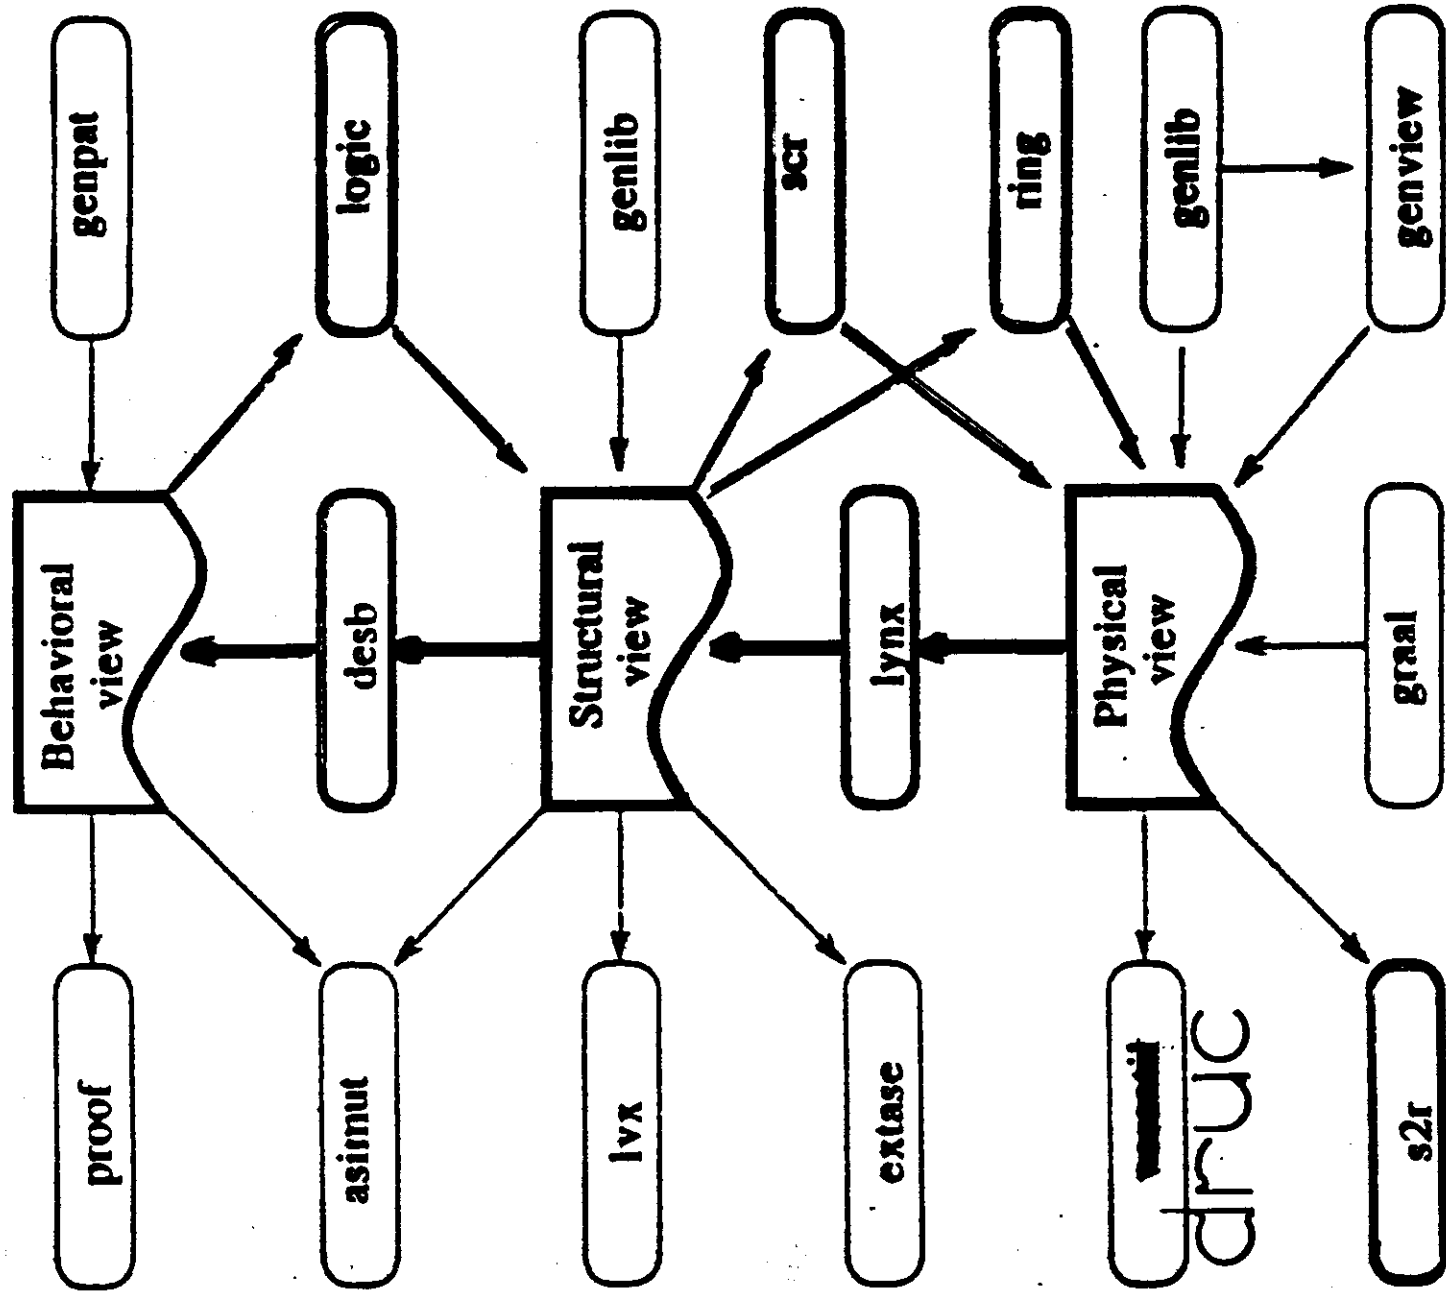 proof
Behavioral
view
genpat
asimut
desb
logic
lvx
Structural
view
genlib
extase
lynx
scr
ring
druc
Physical
view
genlib
s2r
graal
genview